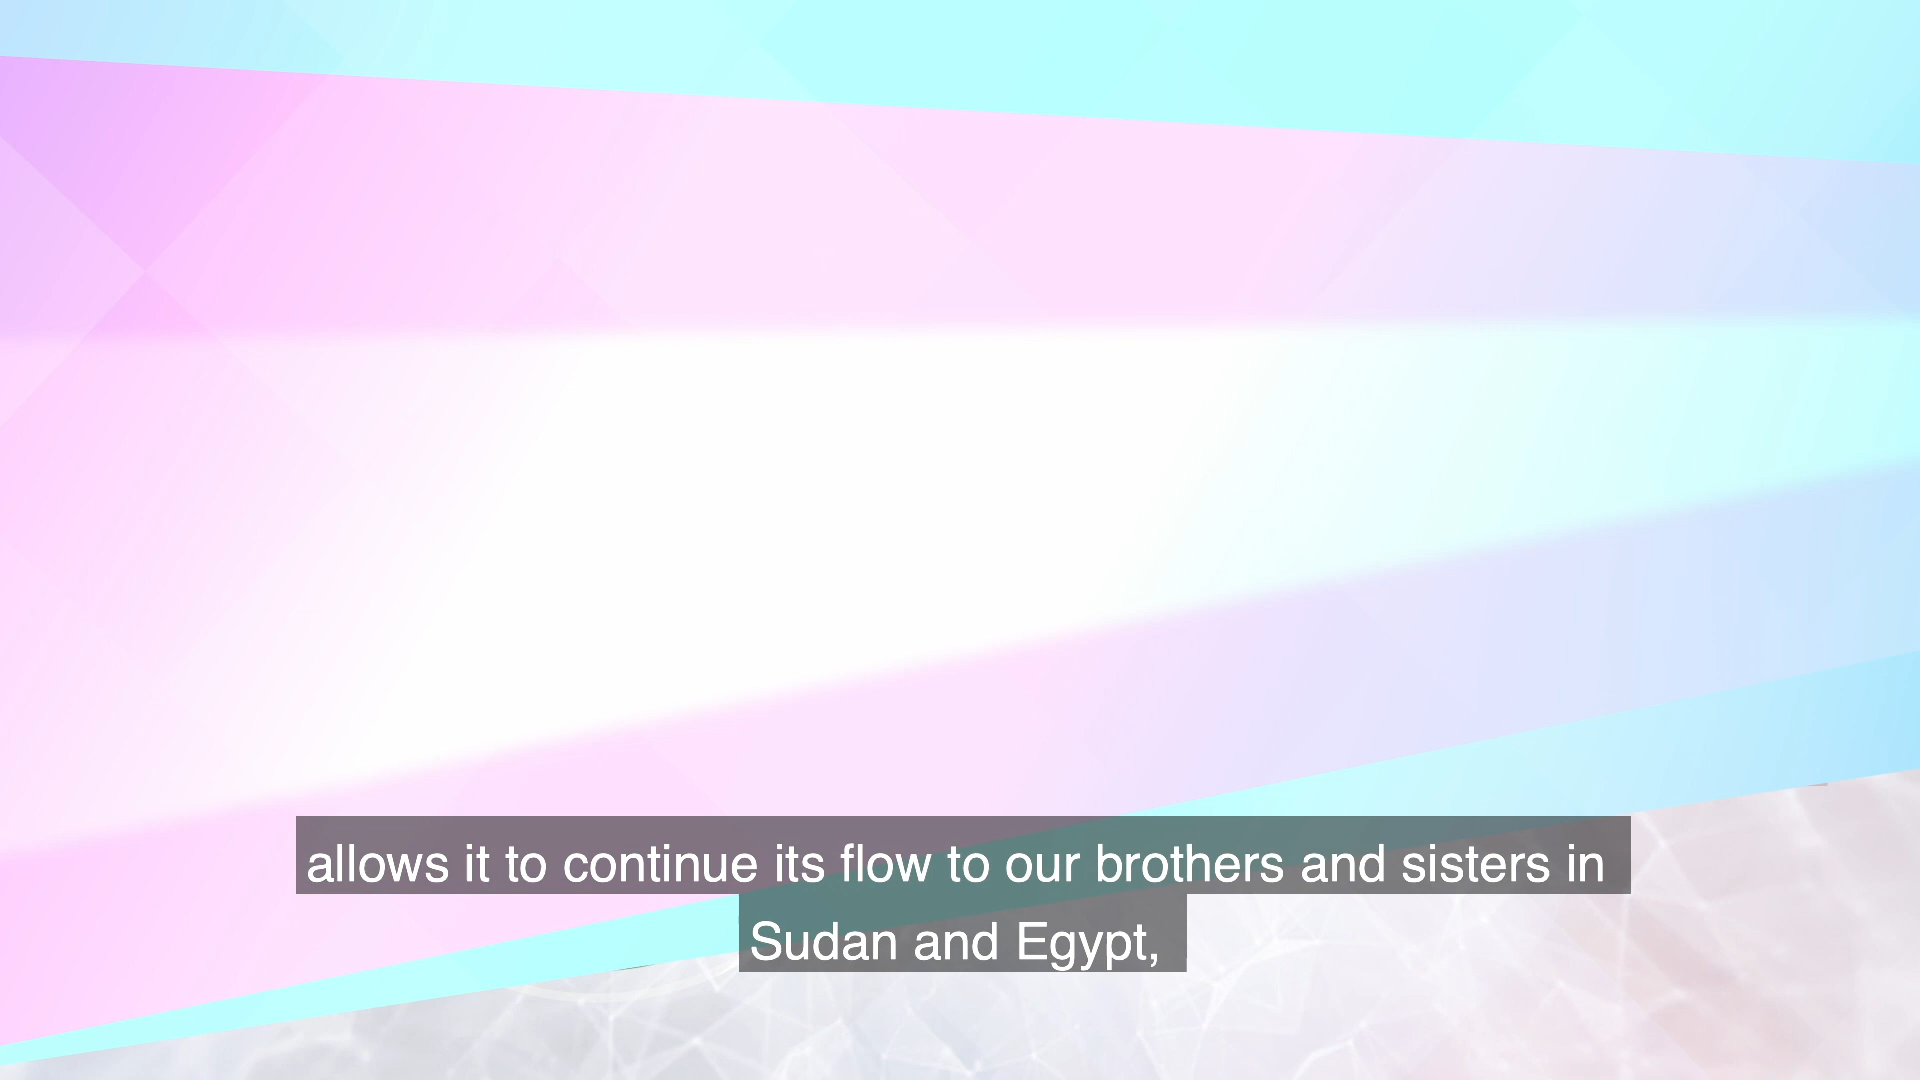 allows it to continue its flow to our brothers and sisters in
Sudan and Egypt,